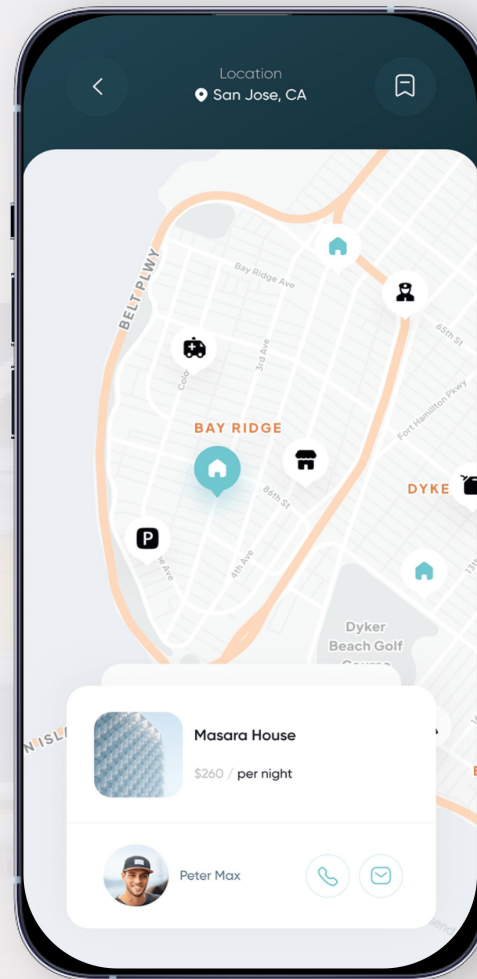 Location
San Jose, CA
BELT PLWY
Bay Ridge Ave
65th St
3rd Ave
Fort Hamilton Pkwy
BAY RIDGE
86th St
DYKE
P
4th Ave
Dyker
Beach Golf
Course
Masara House
$260 / per night
Peter Max